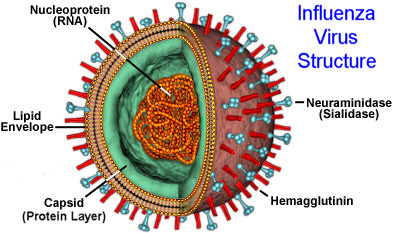 Influenza
Virus
Structure
Nucleoprotein
(RNA)
Lipid
Envelope
Capsid
(Protein Layer)
Neuraminidase
(Sialidase)
Hemagglutinin